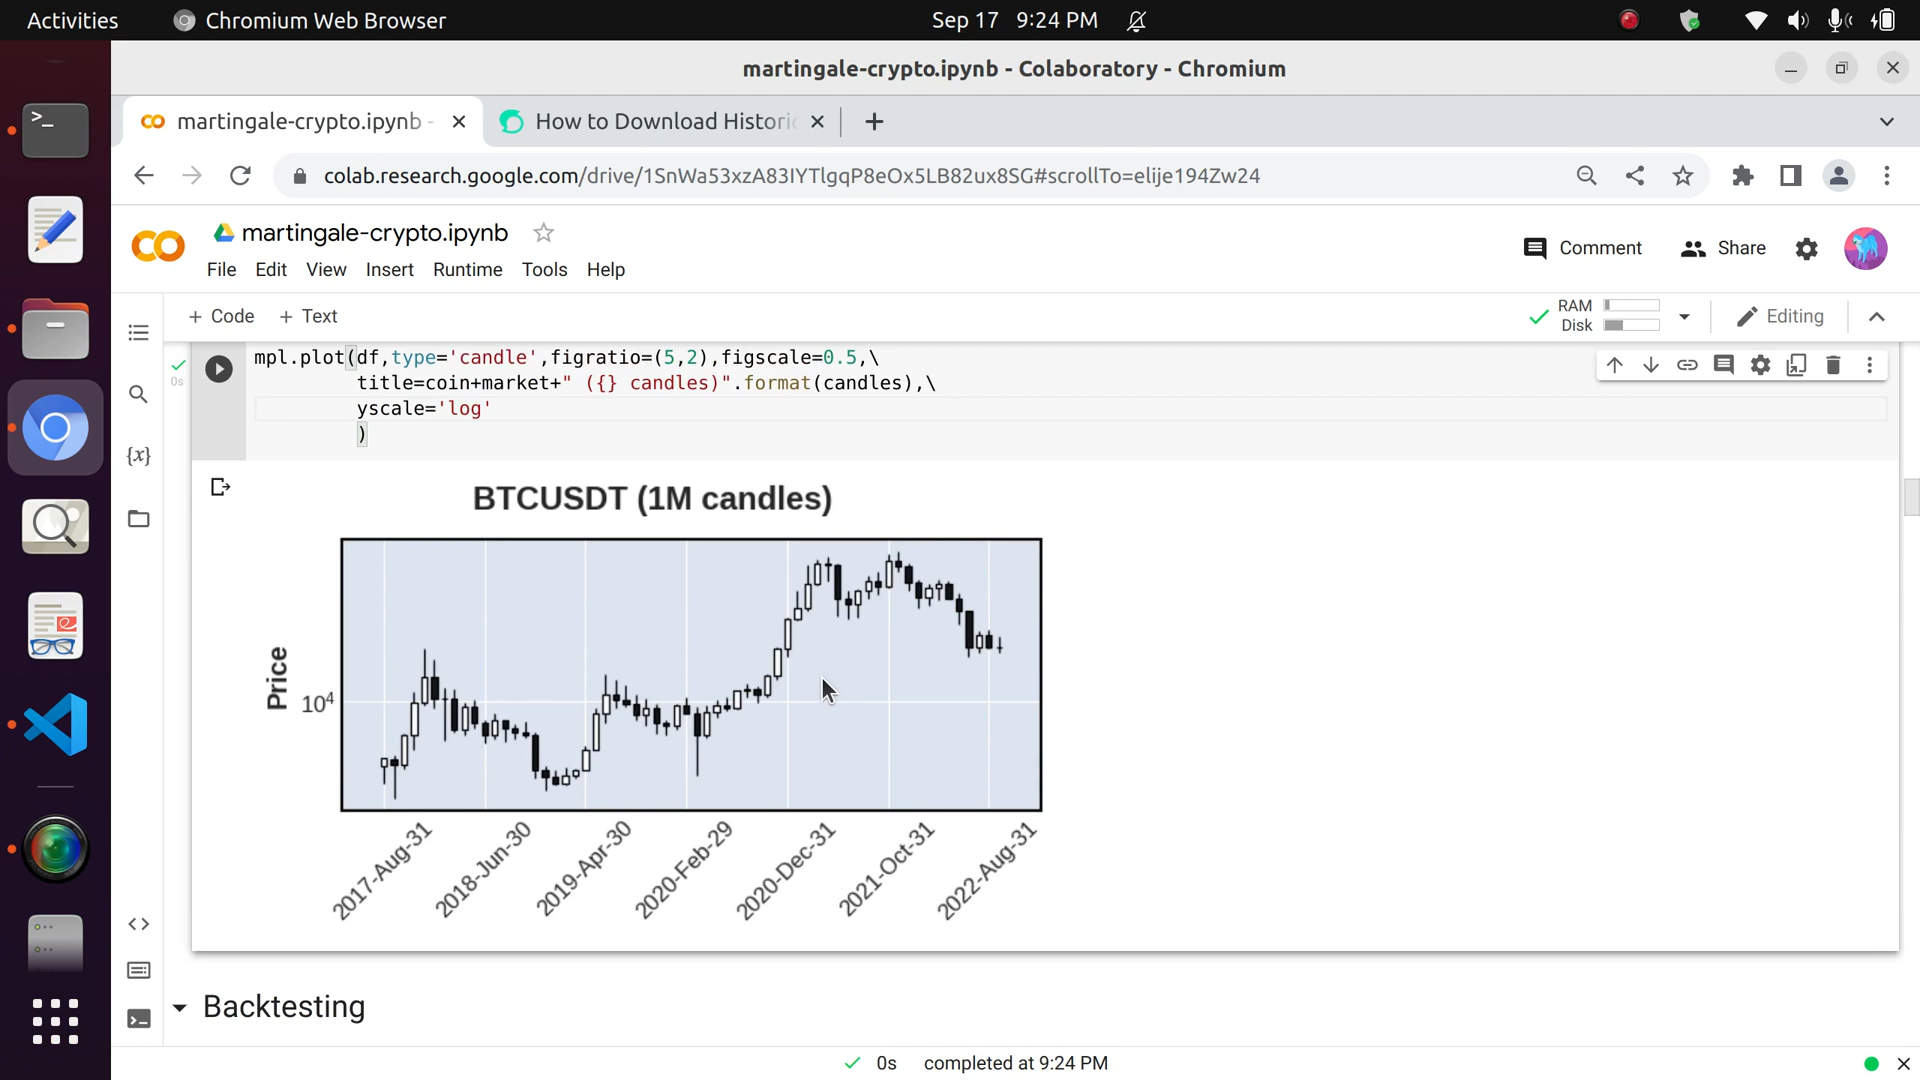 Activities
Chromium Web Browser
Sep 17 9:24 PM
martingale-crypto.ipynb - Colaboratory - Chromium
martingale-crypto.ipynb -
How to Download Histori
colab.research.google.com/drive/1SnWa53xzA83IYTlgqP8eOx5LB82ux8SG#scrollTo=elije194Zw24
martingale-crypto.ipynb
Comment
Share
File Edit View Insert Runtime Tools Help
+ Code + Text
RAM
Disk
Editing
0s
mpl.plot(df,type='candle',figratio=(5,2),figscale=0.5,\
title=coin+market+" ({} candles)".format(candles),\
yscale='log'
)
{x}
BTCUSDT (1M candles)
Price
10⁴
2017-Aug-31
2018-Jun-30
2019-Apr-30
2020-Feb-29
2020-Dec-31
2021-Oct-31
2022-Aug-31
Backtesting
0s completed at 9:24 PM